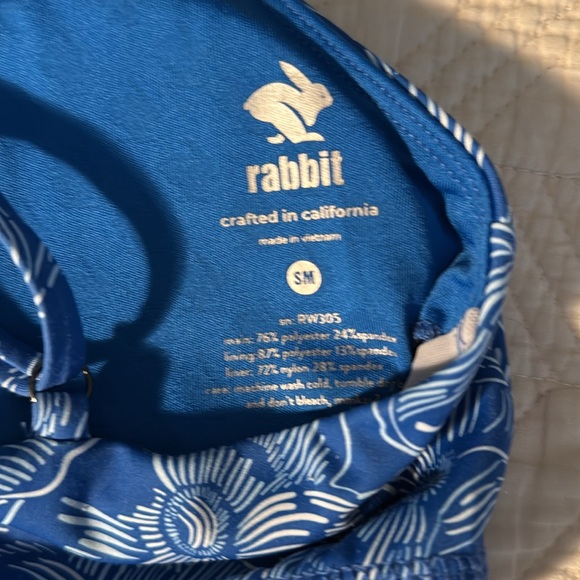 rabbit
crafted in california
made in vietnam
SM
sn: RW305
main: 76% polyester 24% spandex
lining: 87% polyester 13% spandex
liner: 72% nylon 28% spandex
care: machine wash cold, tumble dry
and don't bleach,